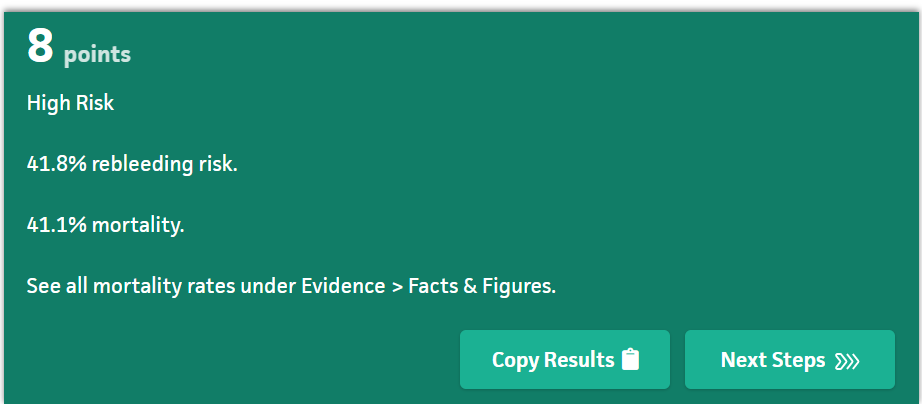 8 points
High Risk
41.8% rebleeding risk.
41.1% mortality.
See all mortality rates under Evidence > Facts & Figures.
Copy Results
Next Steps